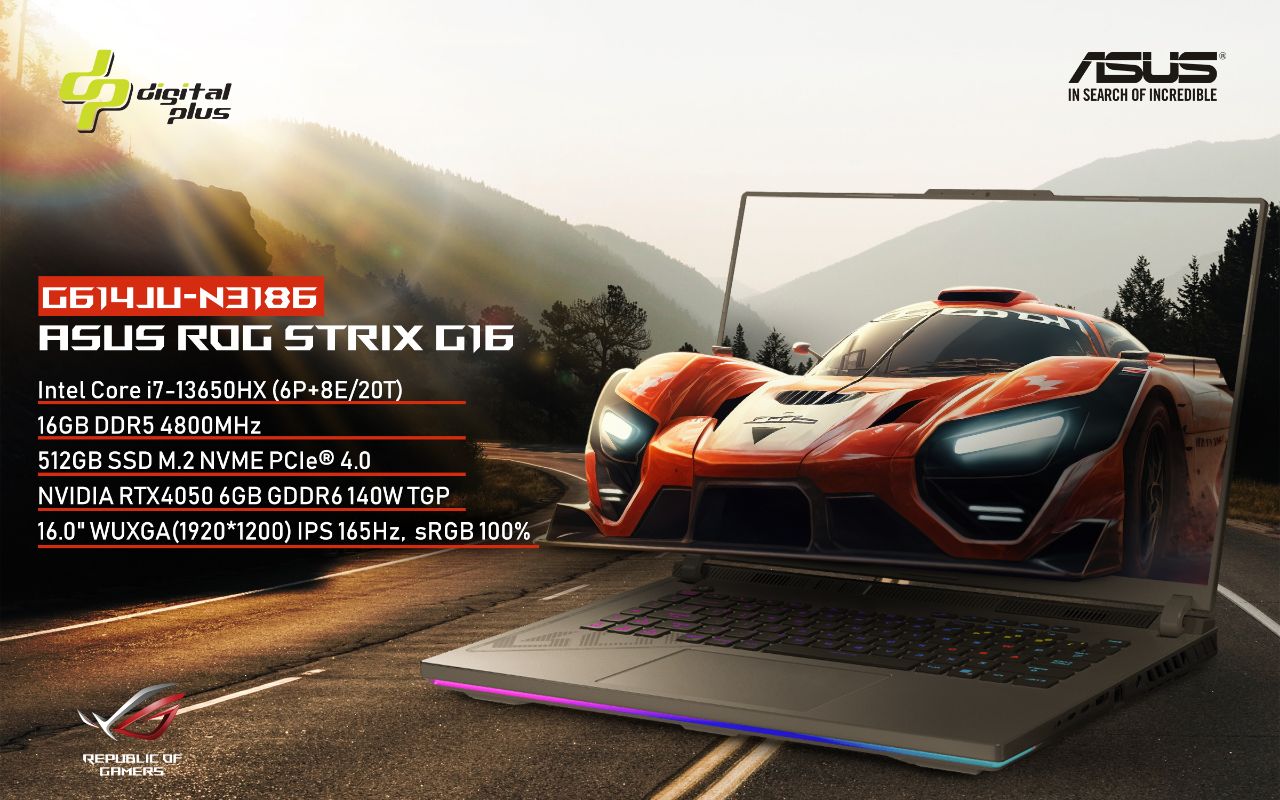 digital
plus
ASUS®
IN SEARCH OF INCREDIBLE
G614JU-N3186
ASUS ROG STRIX G16
Intel Core i7-13650HX (6P+8E/20T)
16GB DDR5 4800MHz
512GB SSD M.2 NVME PCIe® 4.0
NVIDIA RTX4050 6GB GDDR6 140W TGP
16.0" WUXGA(1920*1200) IPS 165Hz, sRGB 100%
REPUBLIC OF
GAMERS